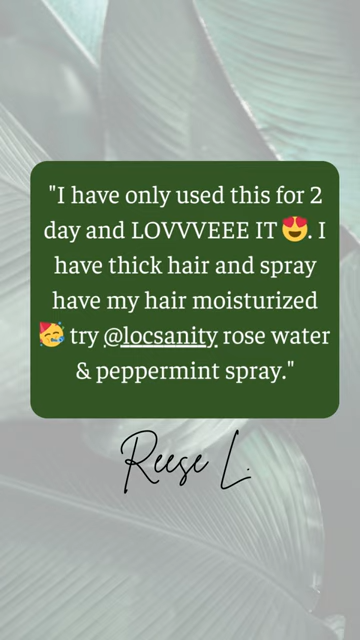 "I have only used this for 2
day and LOVVVEEE IT😍. I
have thick hair and spray
have my hair moisturized
🥳 try @locsanity rose water
& peppermint spray."
Reese L.